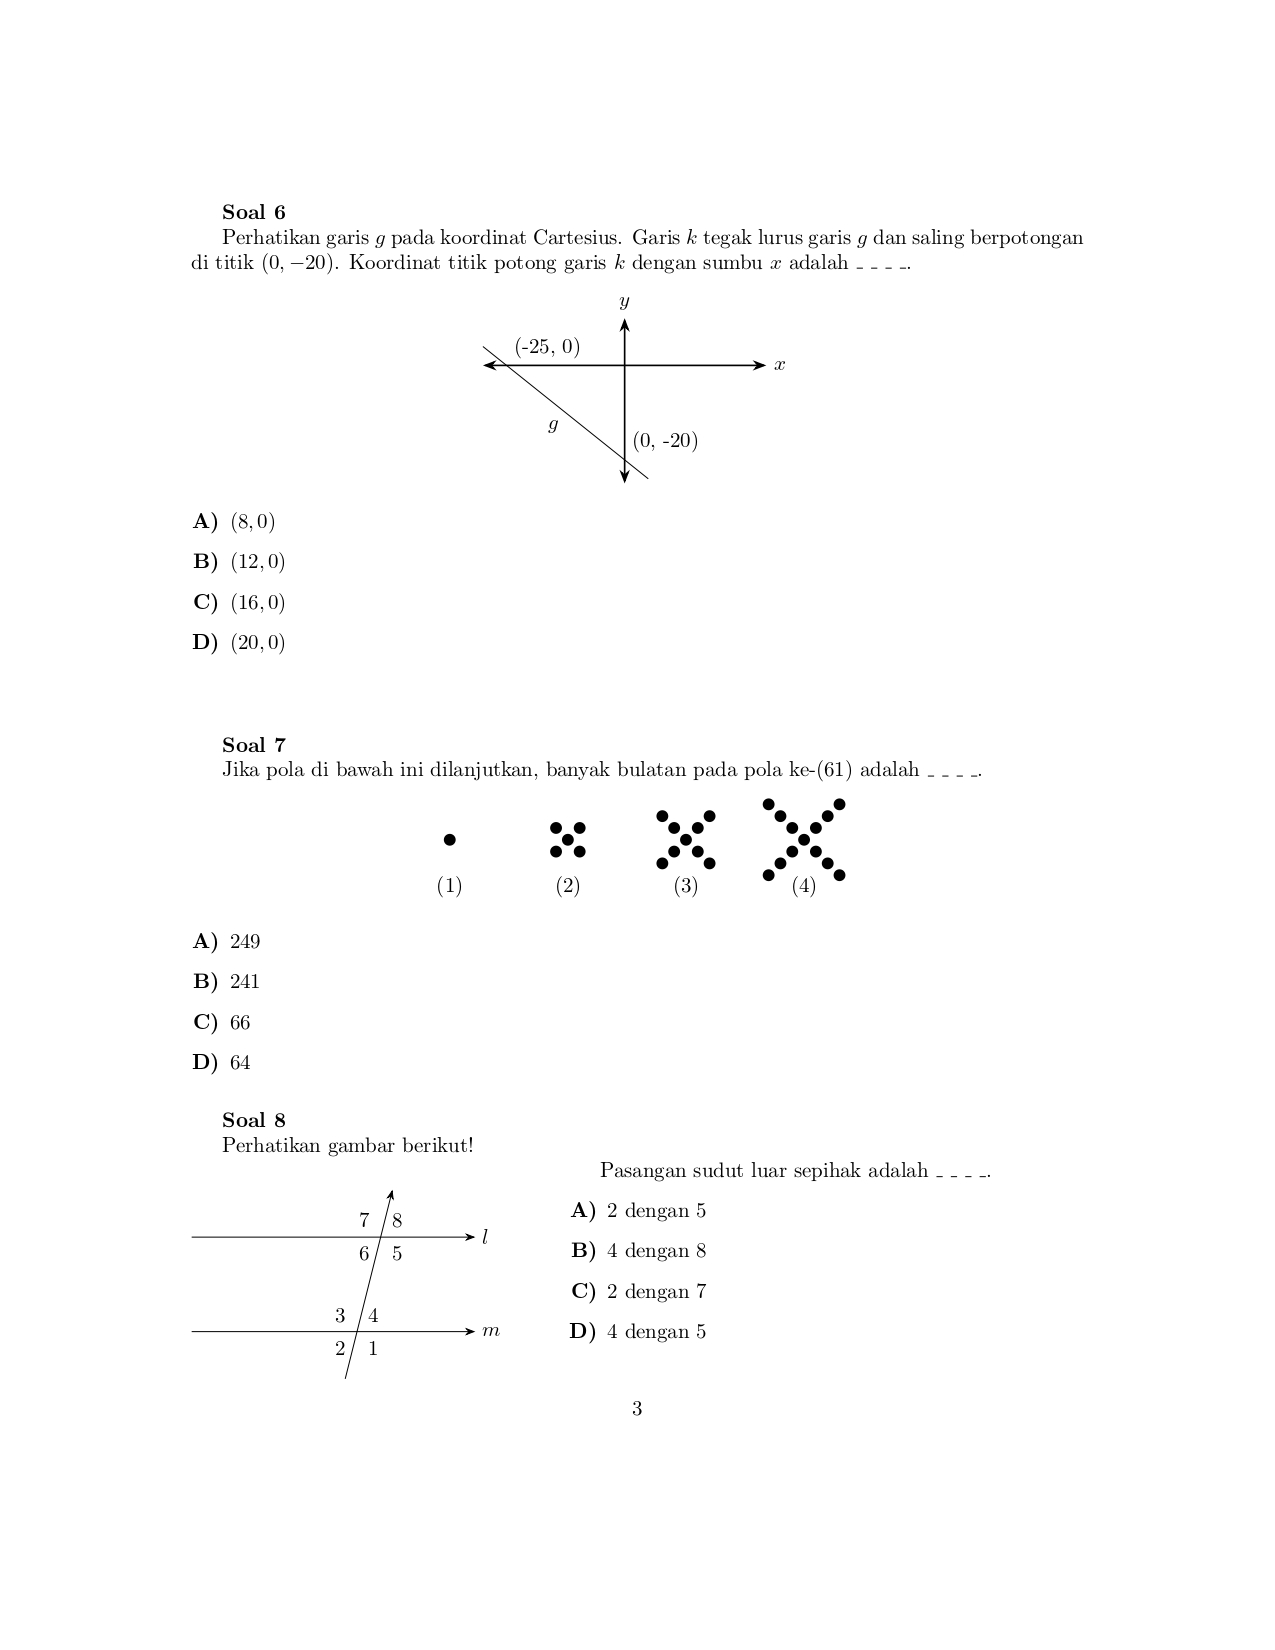 Soal 6
Perhatikan garis g pada koordinat Cartesius. Garis k tegak lurus garis g dan saling berpotongan
di titik (0, −20). Koordinat titik potong garis k dengan sumbu x adalah _ _ _ _.
y
(-25, 0)
x
g
(0, -20)
A) (8, 0)
B) (12, 0)
C) (16, 0)
D) (20, 0)
Soal 7
Jika pola di bawah ini dilanjutkan, banyak bulatan pada pola ke-(61) adalah _ _ _ _.
(1) (2) (3) (4)
A) 249
B) 241
C) 66
D) 64
Soal 8
Perhatikan gambar berikut!
7 8
l
6 5
3 4
m
2 1
Pasangan sudut luar sepihak adalah _ _ _ _.
A) 2 dengan 5
B) 4 dengan 8
C) 2 dengan 7
D) 4 dengan 5
3